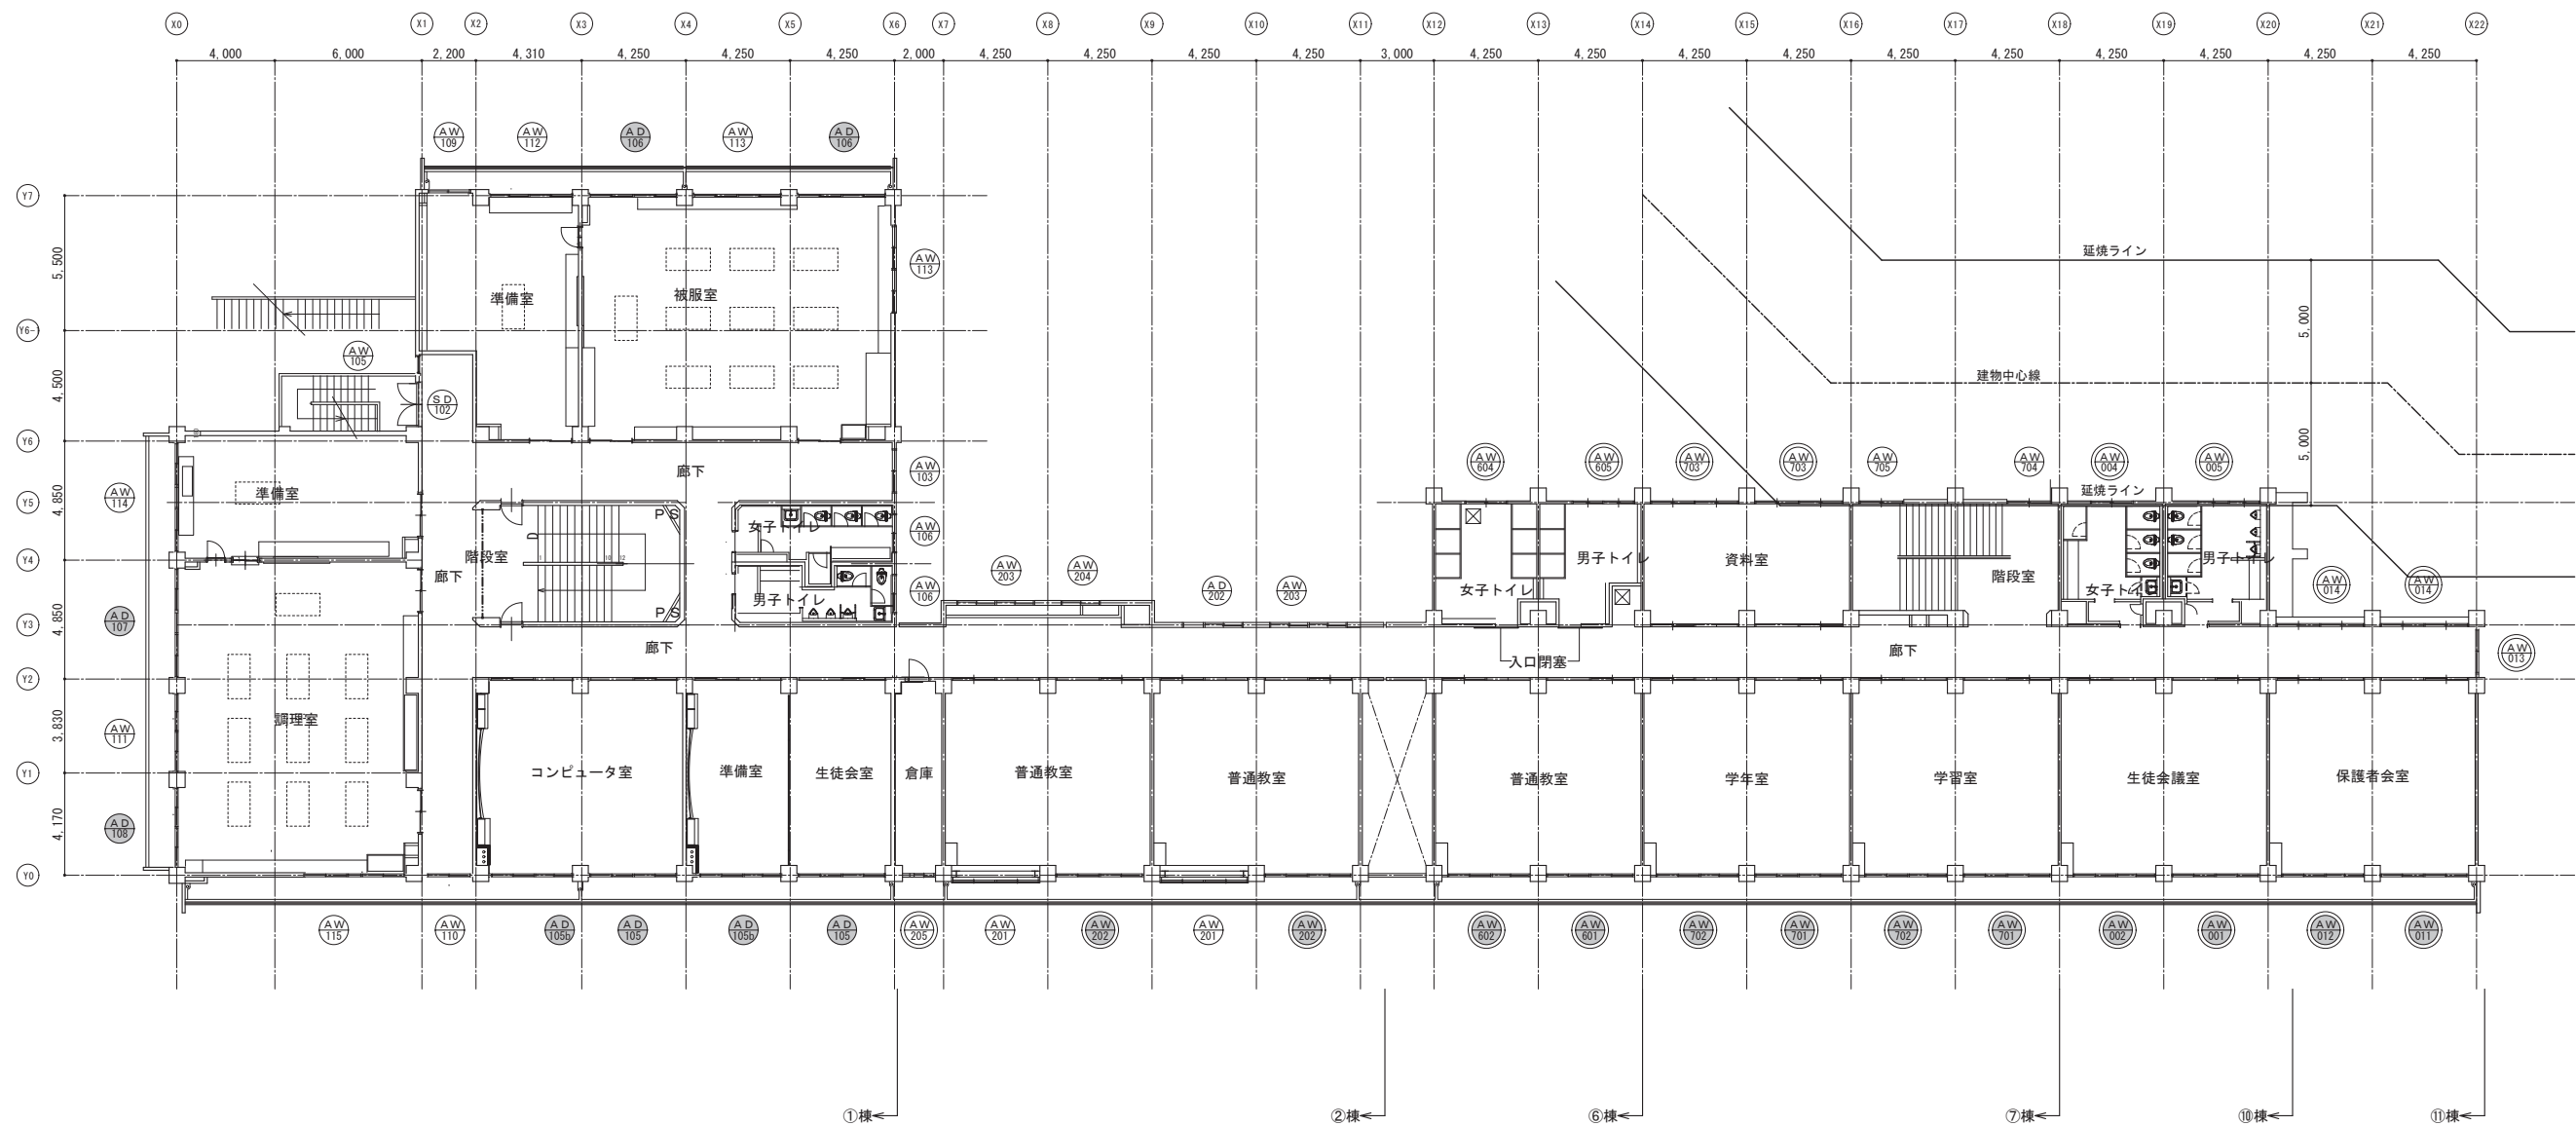 X0 X1 X2 X3 X4 X5 X6 X7 X8 X9 X10 X11 X12 X13 X14 X15 X16 X17 X18 X19 X20 X21 X22
4,000 6,000 2,200 4,310 4,250 4,250 4,250 2,000 4,250 4,250 4,250 4,250 3,000 4,250 4,250 4,250 4,250 4,250 4,250 4,250 4,250 4,250 4,250
AW 109
AW 112
AD 106
AW 113
AD 106
Y7
5,500
延焼ライン
AW 113
準備室
被服室
5,000
Y6-)
AW 105
建物中心線
4,500
SD 102
Y6
5,000
廊下
AW 103
AW 604
AW 605
AW 703'
AW 703
AW 705
AW 704
AW 004
AW 005
準備室
AW 114
延焼ライン
Y5
4,850
PS
女子トイレ
AW 106
D
1
10
12
階段室
男子トイレ
資料室
男子トイレ
Y4
廊下
AW 203
AW 204
AD 202
AW 203
階段室
AW 014
AW 014
女子トイレ
女子トイレ
男子トイレ
AW 106
PS
AD 107
4,850
Y3
廊下
廊下
AW 013
入口閉塞
Y2
調理室
AW 111
3,830
Y1
コンピュータ室
準備室
生徒会室
倉庫
普通教室
普通教室
普通教室
学年室
学習室
生徒会議室
保護者会室
AD 108
4,170
Y0
AW 115
AW 110
AD 105b
AD 105
AD 105b
AD 105
AW 205
AW 201
AW 202
AW 201
AW 202
AW 602
AW 601
AW 702
AW 701
AW 702
AW 701
AW 002
AW 001
AW 012
AW 011
①棟
②棟
⑥棟
⑦棟
⑩棟
⑪棟